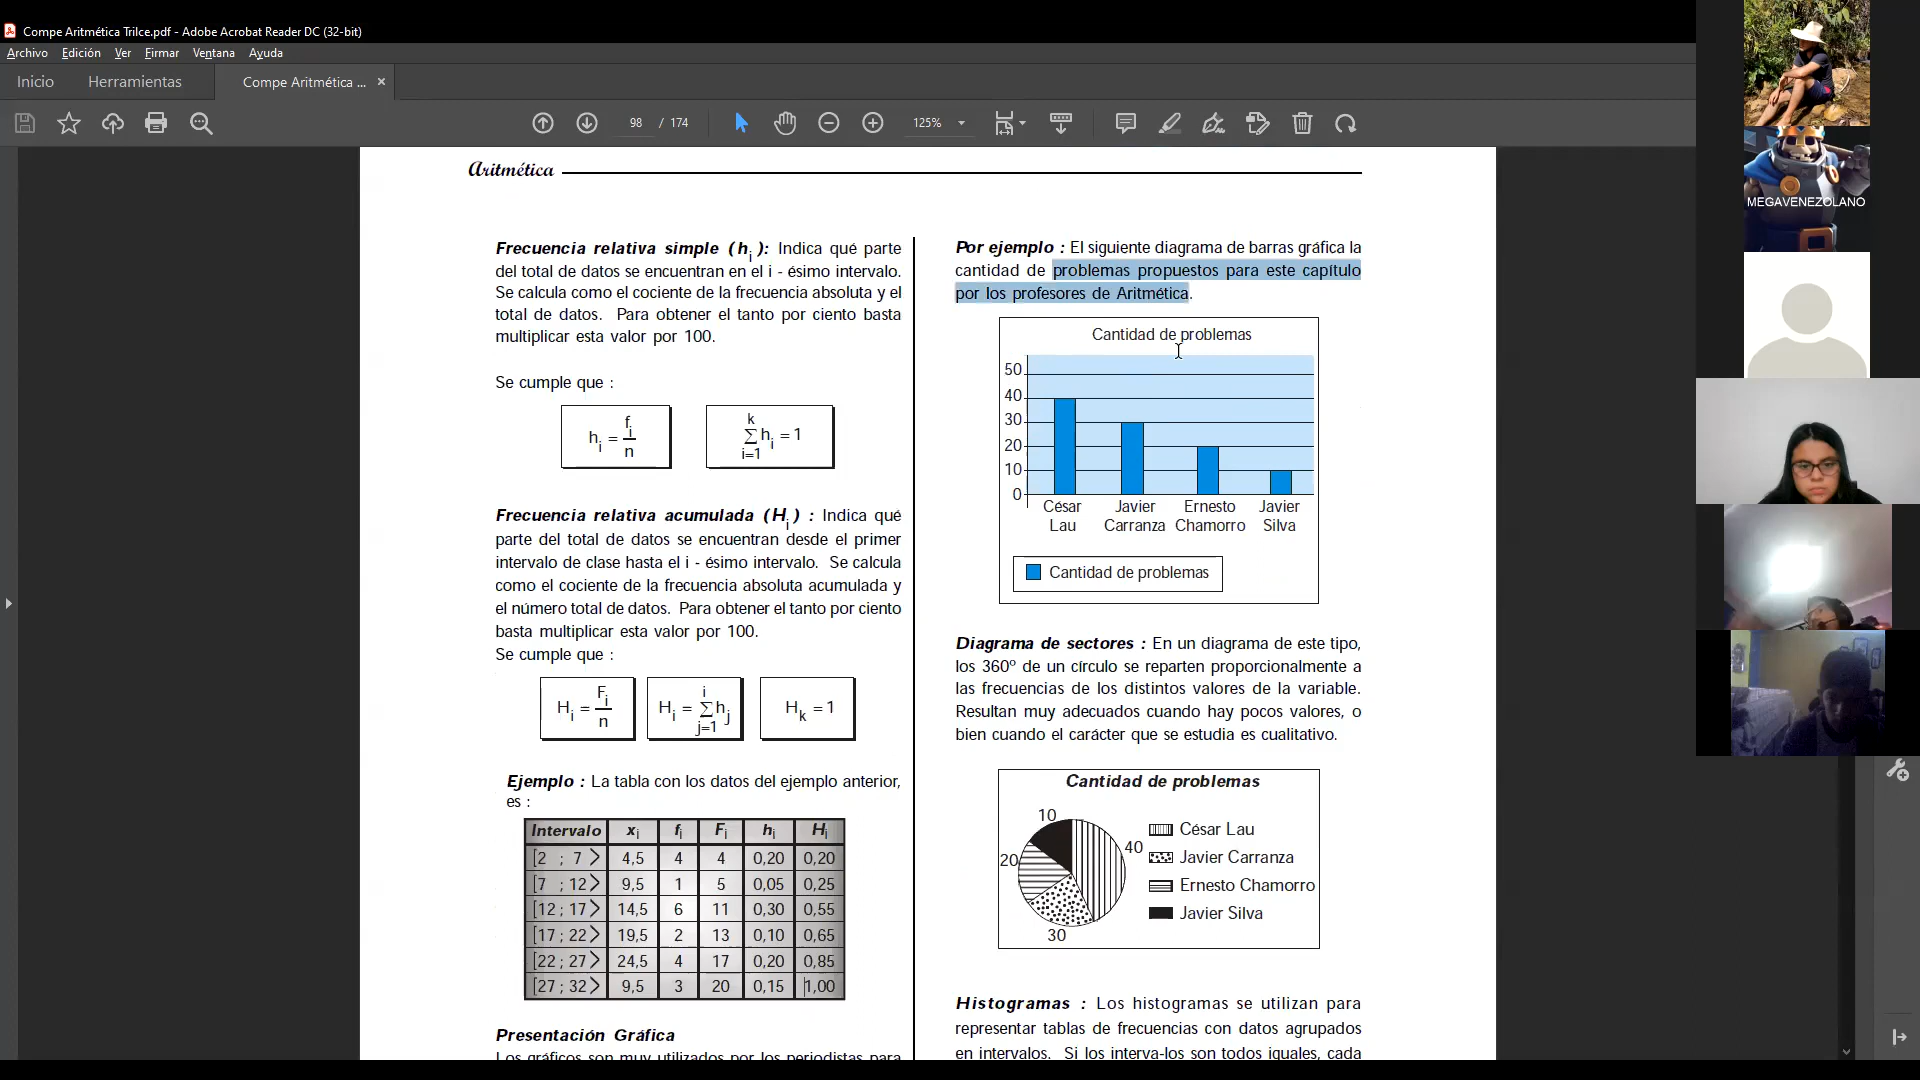 Compe Aritmética Trilce.pdf - Adobe Acrobat Reader DC (32-bit)
Archivo Edición Ver Firmar Ventana Ayuda
Inicio Herramientas Compe Aritmética ... ×
98 / 174 125%
Aritmética
Frecuencia relativa simple (hi): Indica qué parte
del total de datos se encuentran en el i - ésimo intervalo.
Se calcula como el cociente de la frecuencia absoluta y el
total de datos. Para obtener el tanto por ciento basta
multiplicar esta valor por 100.
Se cumple que :
hi = fi/n
k ∑ i=1 hi = 1
Frecuencia relativa acumulada (Hi) : Indica qué
parte del total de datos se encuentran desde el primer
intervalo de clase hasta el i - ésimo intervalo. Se calcula
como el cociente de la frecuencia absoluta acumulada y
el número total de datos. Para obtener el tanto por ciento
basta multiplicar esta valor por 100.
Se cumple que :
Hi = Fi/n
Hi = i ∑ j=1 hj
Hk = 1
Ejemplo : La tabla con los datos del ejemplo anterior,
es :
Intervalo xi fi Fi hi Hi
[2 ; 7 > 4,5 4 4 0,20 0,20
[7 ; 12> 9,5 1 5 0,05 0,25
[12 ; 17> 14,5 6 11 0,30 0,55
[17 ; 22> 19,5 2 13 0,10 0,65
[22 ; 27> 24,5 4 17 0,20 0,85
[27 ; 32> 9,5 3 20 0,15 1,00
Presentación Gráfica
Los gráficos son muy utilizados por los periodistas para
Por ejemplo : El siguiente diagrama de barras gráfica la
cantidad de problemas propuestos para este capítulo
por los profesores de Aritmética.
Cantidad de problemas
50
40
30
20
10
0
César Javier Ernesto Javier
Lau Carranza Chamorro Silva
Cantidad de problemas
Diagrama de sectores : En un diagrama de este tipo,
los 360º de un círculo se reparten proporcionalmente a
las frecuencias de los distintos valores de la variable.
Resultan muy adecuados cuando hay pocos valores, o
bien cuando el carácter que se estudia es cualitativo.
Cantidad de problemas
10
20
40
30
César Lau
Javier Carranza
Ernesto Chamorro
Javier Silva
Histogramas : Los histogramas se utilizan para
representar tablas de frecuencias con datos agrupados
en intervalos. Si los interva-los son todos iguales, cada
MEGAVENEZOLANO